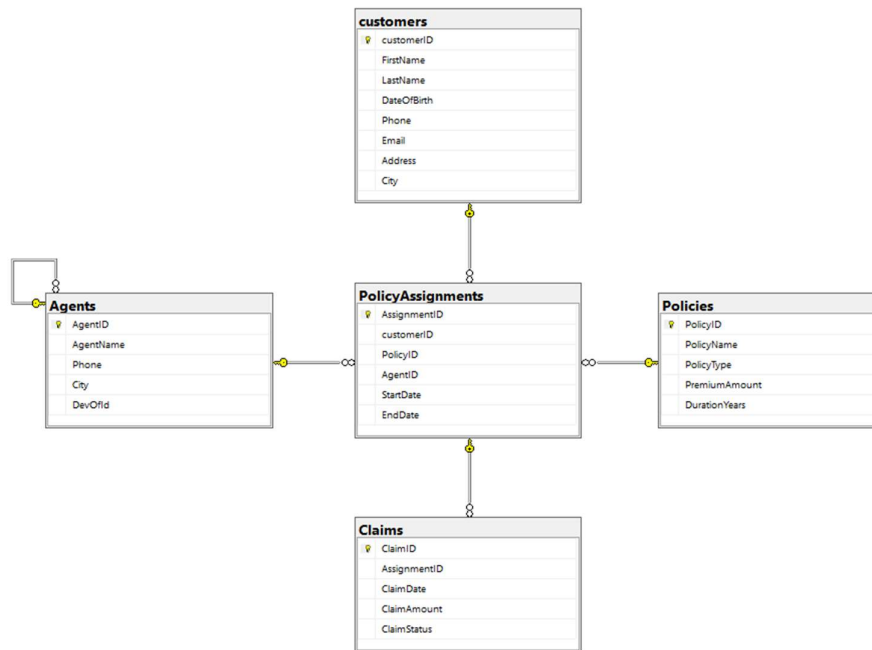 customers
customerID
FirstName
LastName
DateOfBirth
Phone
Email
Address
City
Agents
AgentID
AgentName
Phone
City
DevOfId
PolicyAssignments
AssignmentID
customerID
PolicyID
AgentID
StartDate
EndDate
Policies
PolicyID
PolicyName
PolicyType
PremiumAmount
DurationYears
Claims
ClaimID
AssignmentID
ClaimDate
ClaimAmount
ClaimStatus